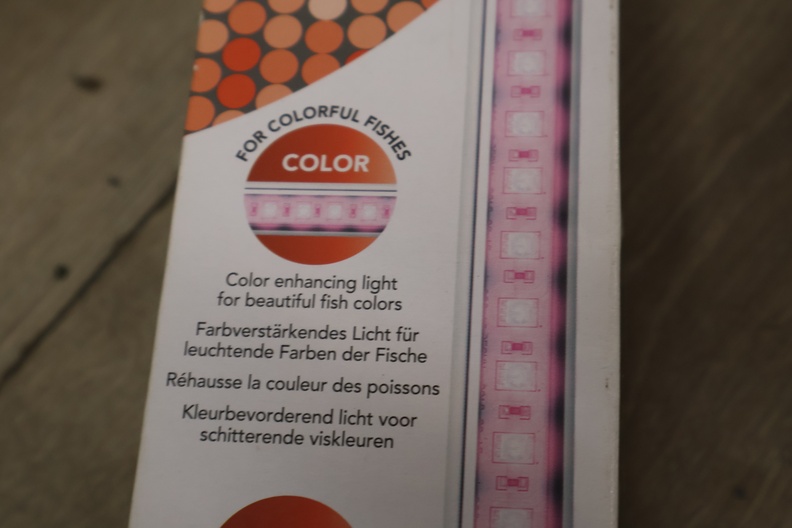 FOR COLORFUL FISHES
COLOR
Color enhancing light
for beautiful fish colors
Farbverstärkendes Licht für
leuchtende Farben der Fische
Réhausse la couleur des poissons
Kleurbevorderend licht voor
schitterende viskleuren